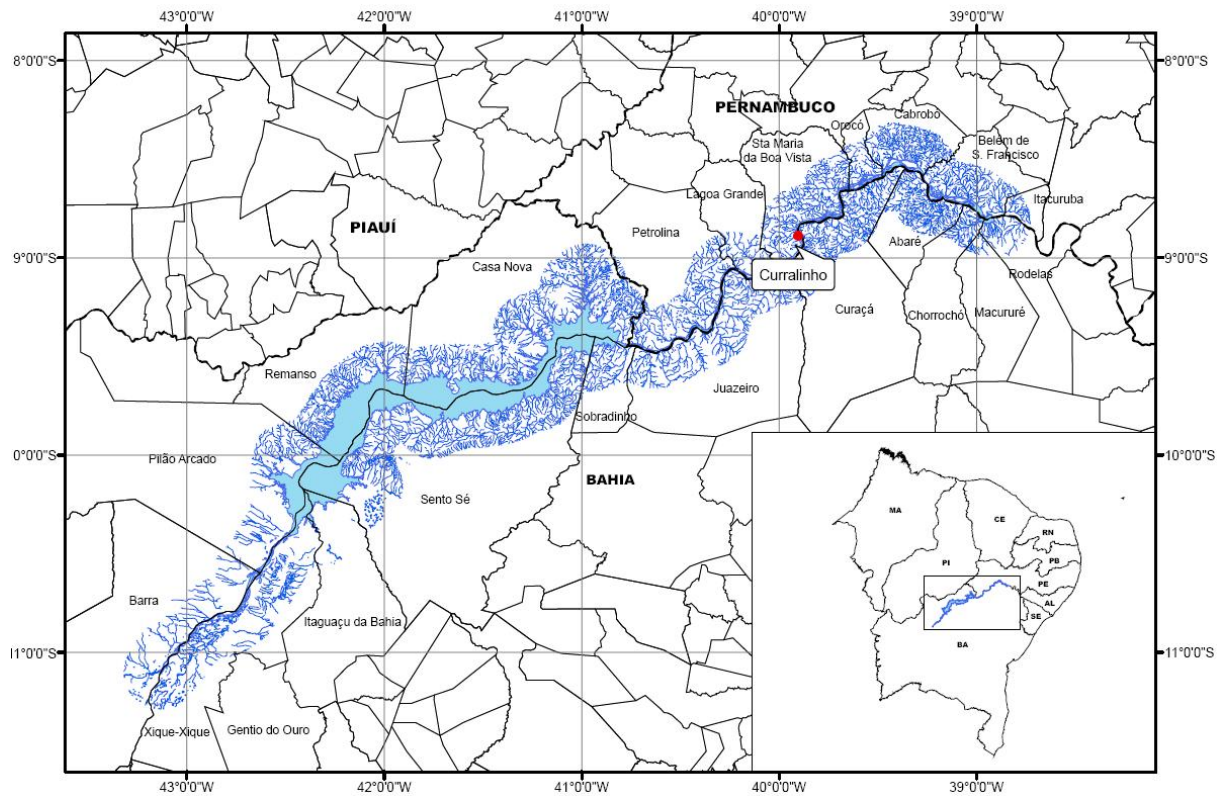 43°0'0"W
42°0'0"W
41°0'0"W
40°0'0"W
39°0'0"W
8°0'0"S
8°0'0"S
PERNAMBUCO
Cabrobo
Orocó
Sta Maria
da Boa Vista
Belém de
S. Francisco
Lagoa Grande
Itacuruba
PIAUÍ
Petrolina
Abaré
9°0'0"S
9°0'0"S
Casa Nova
Curralinho
Rodelas
Curaçá
Chorrochó
Macururé
Remanso
Juazeiro
Sobradinho
0°0'0"S
10°0'0"S
Pilão Arcado
BAHIA
Sento Sé
MA
CE
RN
PI
PB
PE
AL
SE
BA
Barra
Itaguaçu da Bahia
11°0'0"S
11°0'0"S
Xique-Xique
Gentio do Ouro
43°0'0"W
42°0'0"W
41°0'0"W
40°0'0"W
39°0'0"W